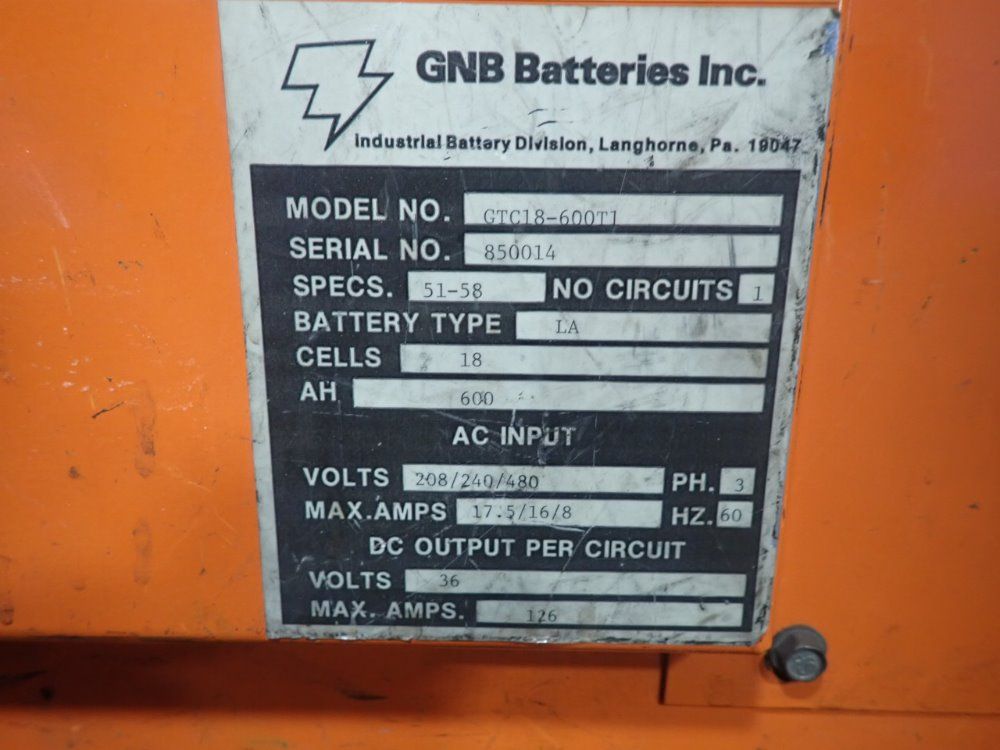 GNB Batteries Inc.
Industrial Battery Division, Langhorne, Pa. 19047
MODEL NO. GTC18-600T1
SERIAL NO. 850014
SPECS. 51-58 NO CIRCUITS 1
BATTERY TYPE LA
CELLS 18
AH 600
AC INPUT
VOLTS 208/240/480 PH. 3
MAX.AMPS 17.5/16/8 HZ. 60
DC OUTPUT PER CIRCUIT
VOLTS 36
MAX. AMPS. 126